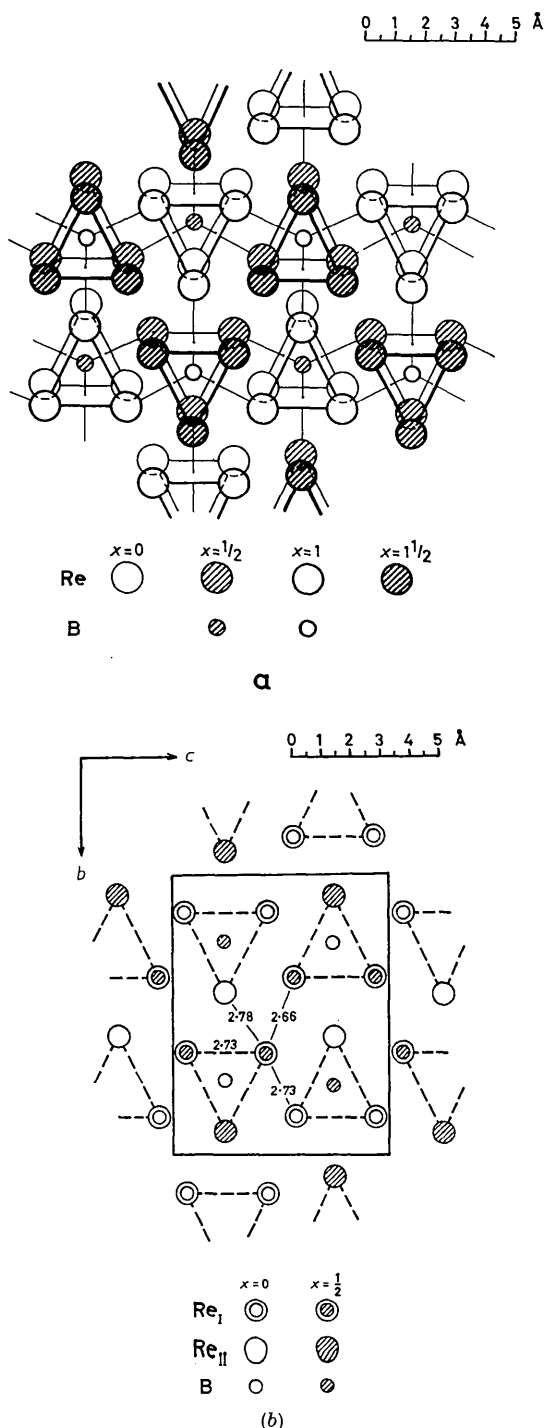 0 1 2 3 4 5 Å
x=0 x=1/2 x=1 x=1 1/2
Re
B
a
0 1 2 3 4 5 Å
c
b
2·78 2·66
2·73
2·73
x=0 x=1/2
Re_I
Re_II
B
(b)